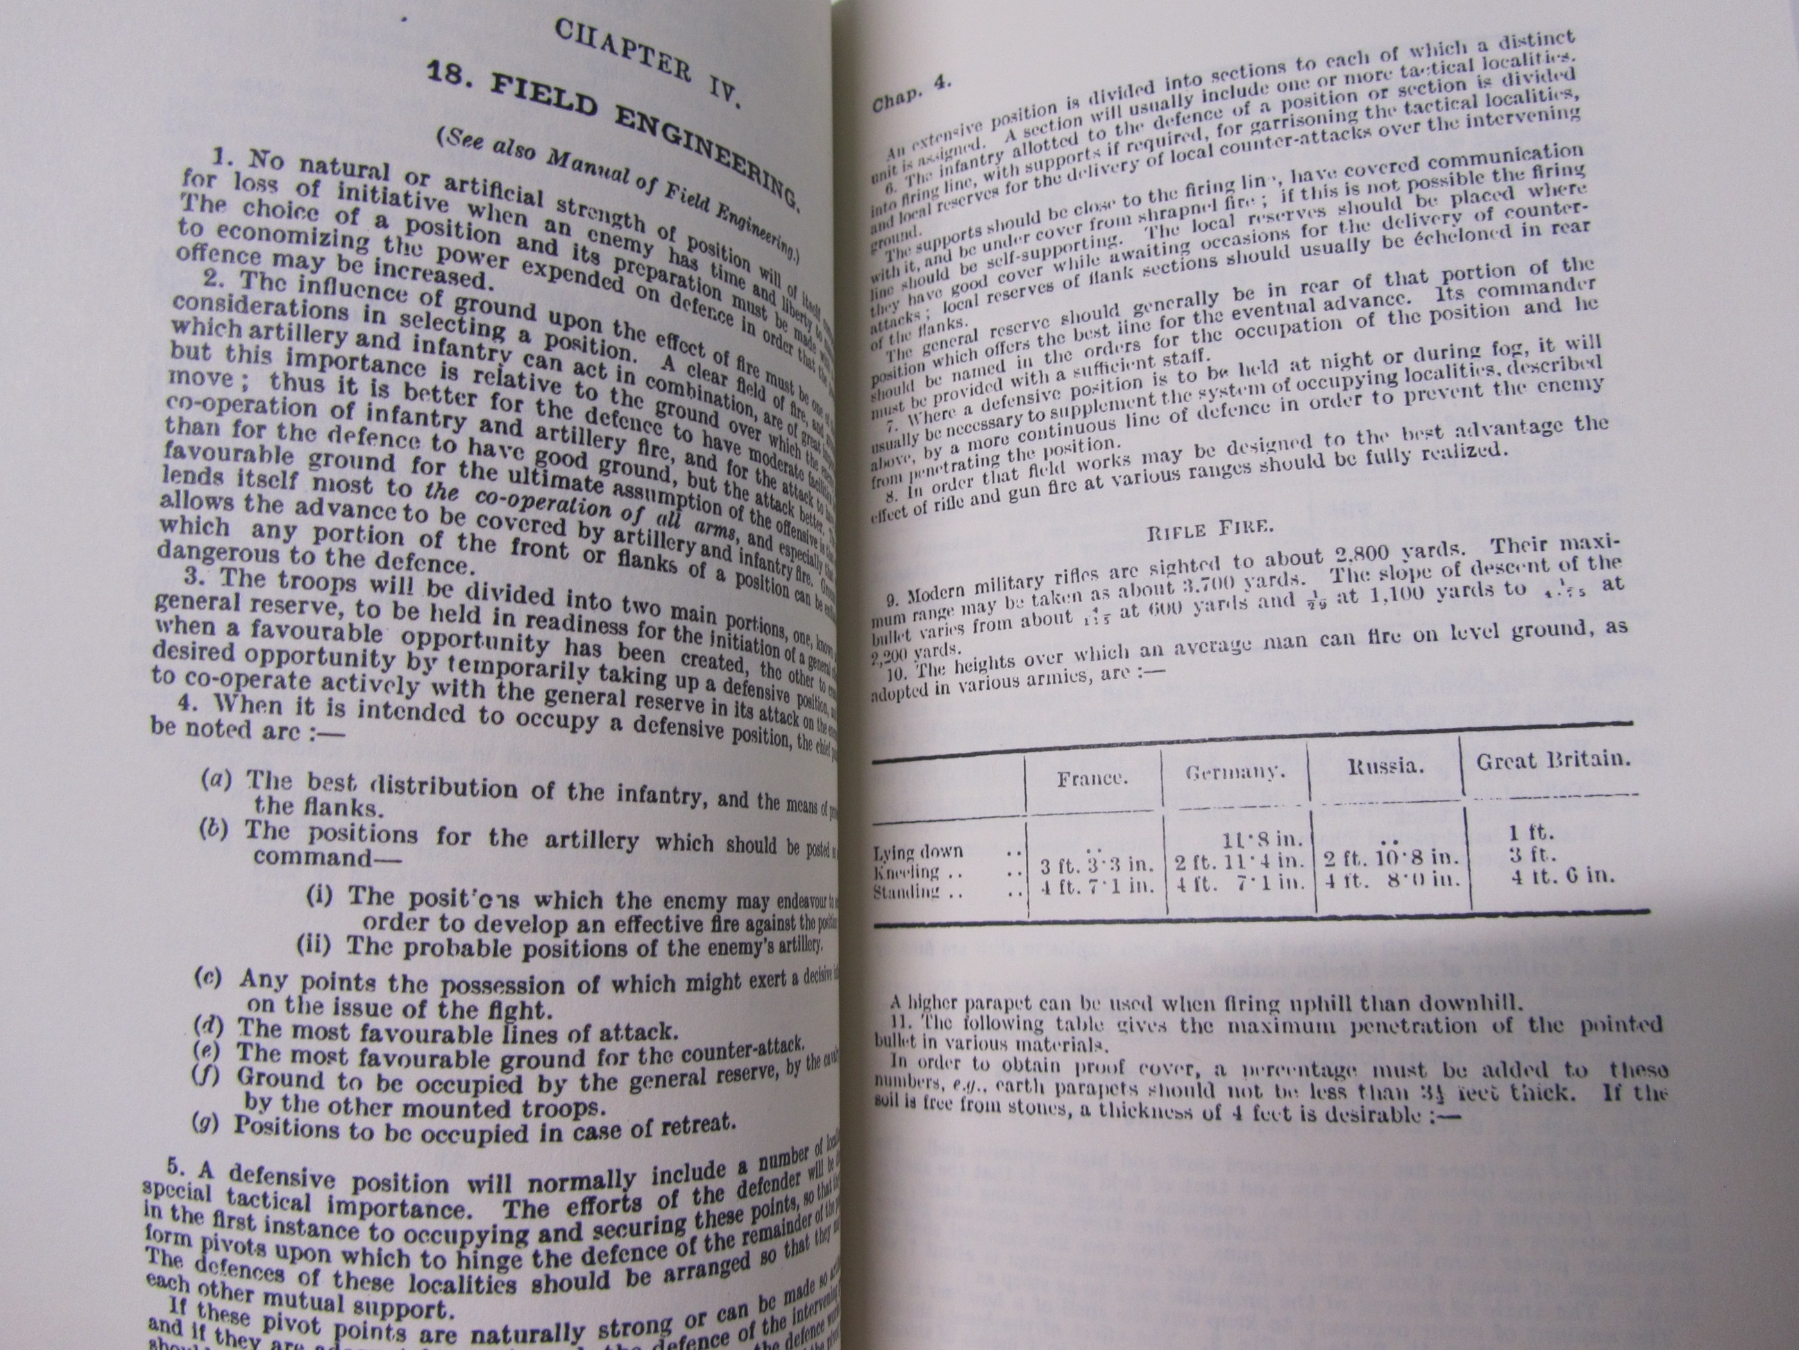 CHAPTER IV.
18. FIELD ENGINEERING.
(See also Manual of Field Engineering.)
1. No natural or artificial strength of position will of itself
for loss of initiative when an enemy has time and liberty to
The choice of a position and its preparation must be made
to economizing the power expended on defence in order that the
offence may be increased.
2. The influence of ground upon the effect of fire must be one
considerations in selecting a position. A clear field of fire, and
which artillery and infantry can act in combination, are of great
but this importance is relative to the ground over which the
move ; thus it is better for the defence to have moderate
co-operation of infantry and artillery fire, and for the attack to
than for the defence to have good ground, but the attack better.
favourable ground for the ultimate assumption of the offensive is
lends itself most to the co-operation of all arms, and especially
allows the advance to be covered by artillery and infantry fire.
which any portion of the front or flanks of a position can be
dangerous to the defence.
3. The troops will be divided into two main portions, one,
general reserve, to be held in readiness for the initiation of a general
when a favourable opportunity has been created, the other to
desired opportunity by temporarily taking up a defensive position,
to co-operate actively with the general reserve in its attack on the
4. When it is intended to occupy a defensive position, the chief
be noted are :—
(a) The best distribution of the infantry, and the means of
the flanks.
(b) The positions for the artillery which should be posted
command—
(i) The positions which the enemy may endeavour
order to develop an effective fire against the
(ii) The probable positions of the enemy's artillery.
(c) Any points the possession of which might exert a decisive
on the issue of the fight.
(d) The most favourable lines of attack.
(e) The most favourable ground for the counter-attack.
(f) Ground to be occupied by the general reserve, by the
by the other mounted troops.
(g) Positions to be occupied in case of retreat.
5. A defensive position will normally include a number of
special tactical importance. The efforts of the defender will be
in the first instance to occupying and securing these points, so that
form pivots upon which to hinge the defence of the remainder of the
The defences of these localities should be arranged so that they
each other mutual support.
If these pivot points are naturally strong or can be made so
and if they are defence of the intervening
Chap. 4.
An extensive position is divided into sections to each of which a distinct
unit is assigned. A section will usually include one or more tactical localities.
6. The infantry allotted to the defence of a position or section is divided
into firing line, with supports if required, for garrisoning the tactical localities,
and local reserves for the delivery of local counter-attacks over the intervening
ground.
The supports should be close to the firing line, have covered communication
with it, and be under cover from shrapnel fire ; if this is not possible the firing
line should be self-supporting. The local reserves should be placed where
they have good cover while awaiting occasions for the delivery of counter-
attacks ; local reserves of flank sections should usually be écheloned in rear
of the flanks.
The general reserve should generally be in rear of that portion of the
position which offers the best line for the eventual advance. Its commander
should be named in the orders for the occupation of the position and he
must be provided with a sufficient staff.
7. Where a defensive position is to be held at night or during fog, it will
usually be necessary to supplement the system of occupying localities, described
above, by a more continuous line of defence in order to prevent the enemy
from penetrating the position.
8. In order that field works may be designed to the best advantage the
effect of rifle and gun fire at various ranges should be fully realized.
RIFLE FIRE.
9. Modern military rifles are sighted to about 2,800 yards. Their maxi-
mum range may be taken as about 3,700 yards. The slope of descent of the
bullet varies from about at 600 yards and at 1,100 yards to at
2,200 yards.
10. The heights over which an average man can fire on level ground, as
adopted in various armies, are :—
France. Germany. Russia. Great Britain.
Lying down .. .. 11·8 in. .. 1 ft.
Kneeling .. .. 3 ft. 3·3 in. 2 ft. 11·4 in. 2 ft. 10·8 in. 3 ft.
Standing .. .. 4 ft. 7·1 in. 4 ft. 7·1 in. 4 ft. 8·0 in. 4 ft. 6 in.
A higher parapet can be used when firing uphill than downhill.
11. The following table gives the maximum penetration of the pointed
bullet in various materials.
In order to obtain proof cover, a percentage must be added to these
numbers, e.g., earth parapets should not be less than 3½ feet thick. If the
soil is free from stones, a thickness of 4 feet is desirable :—